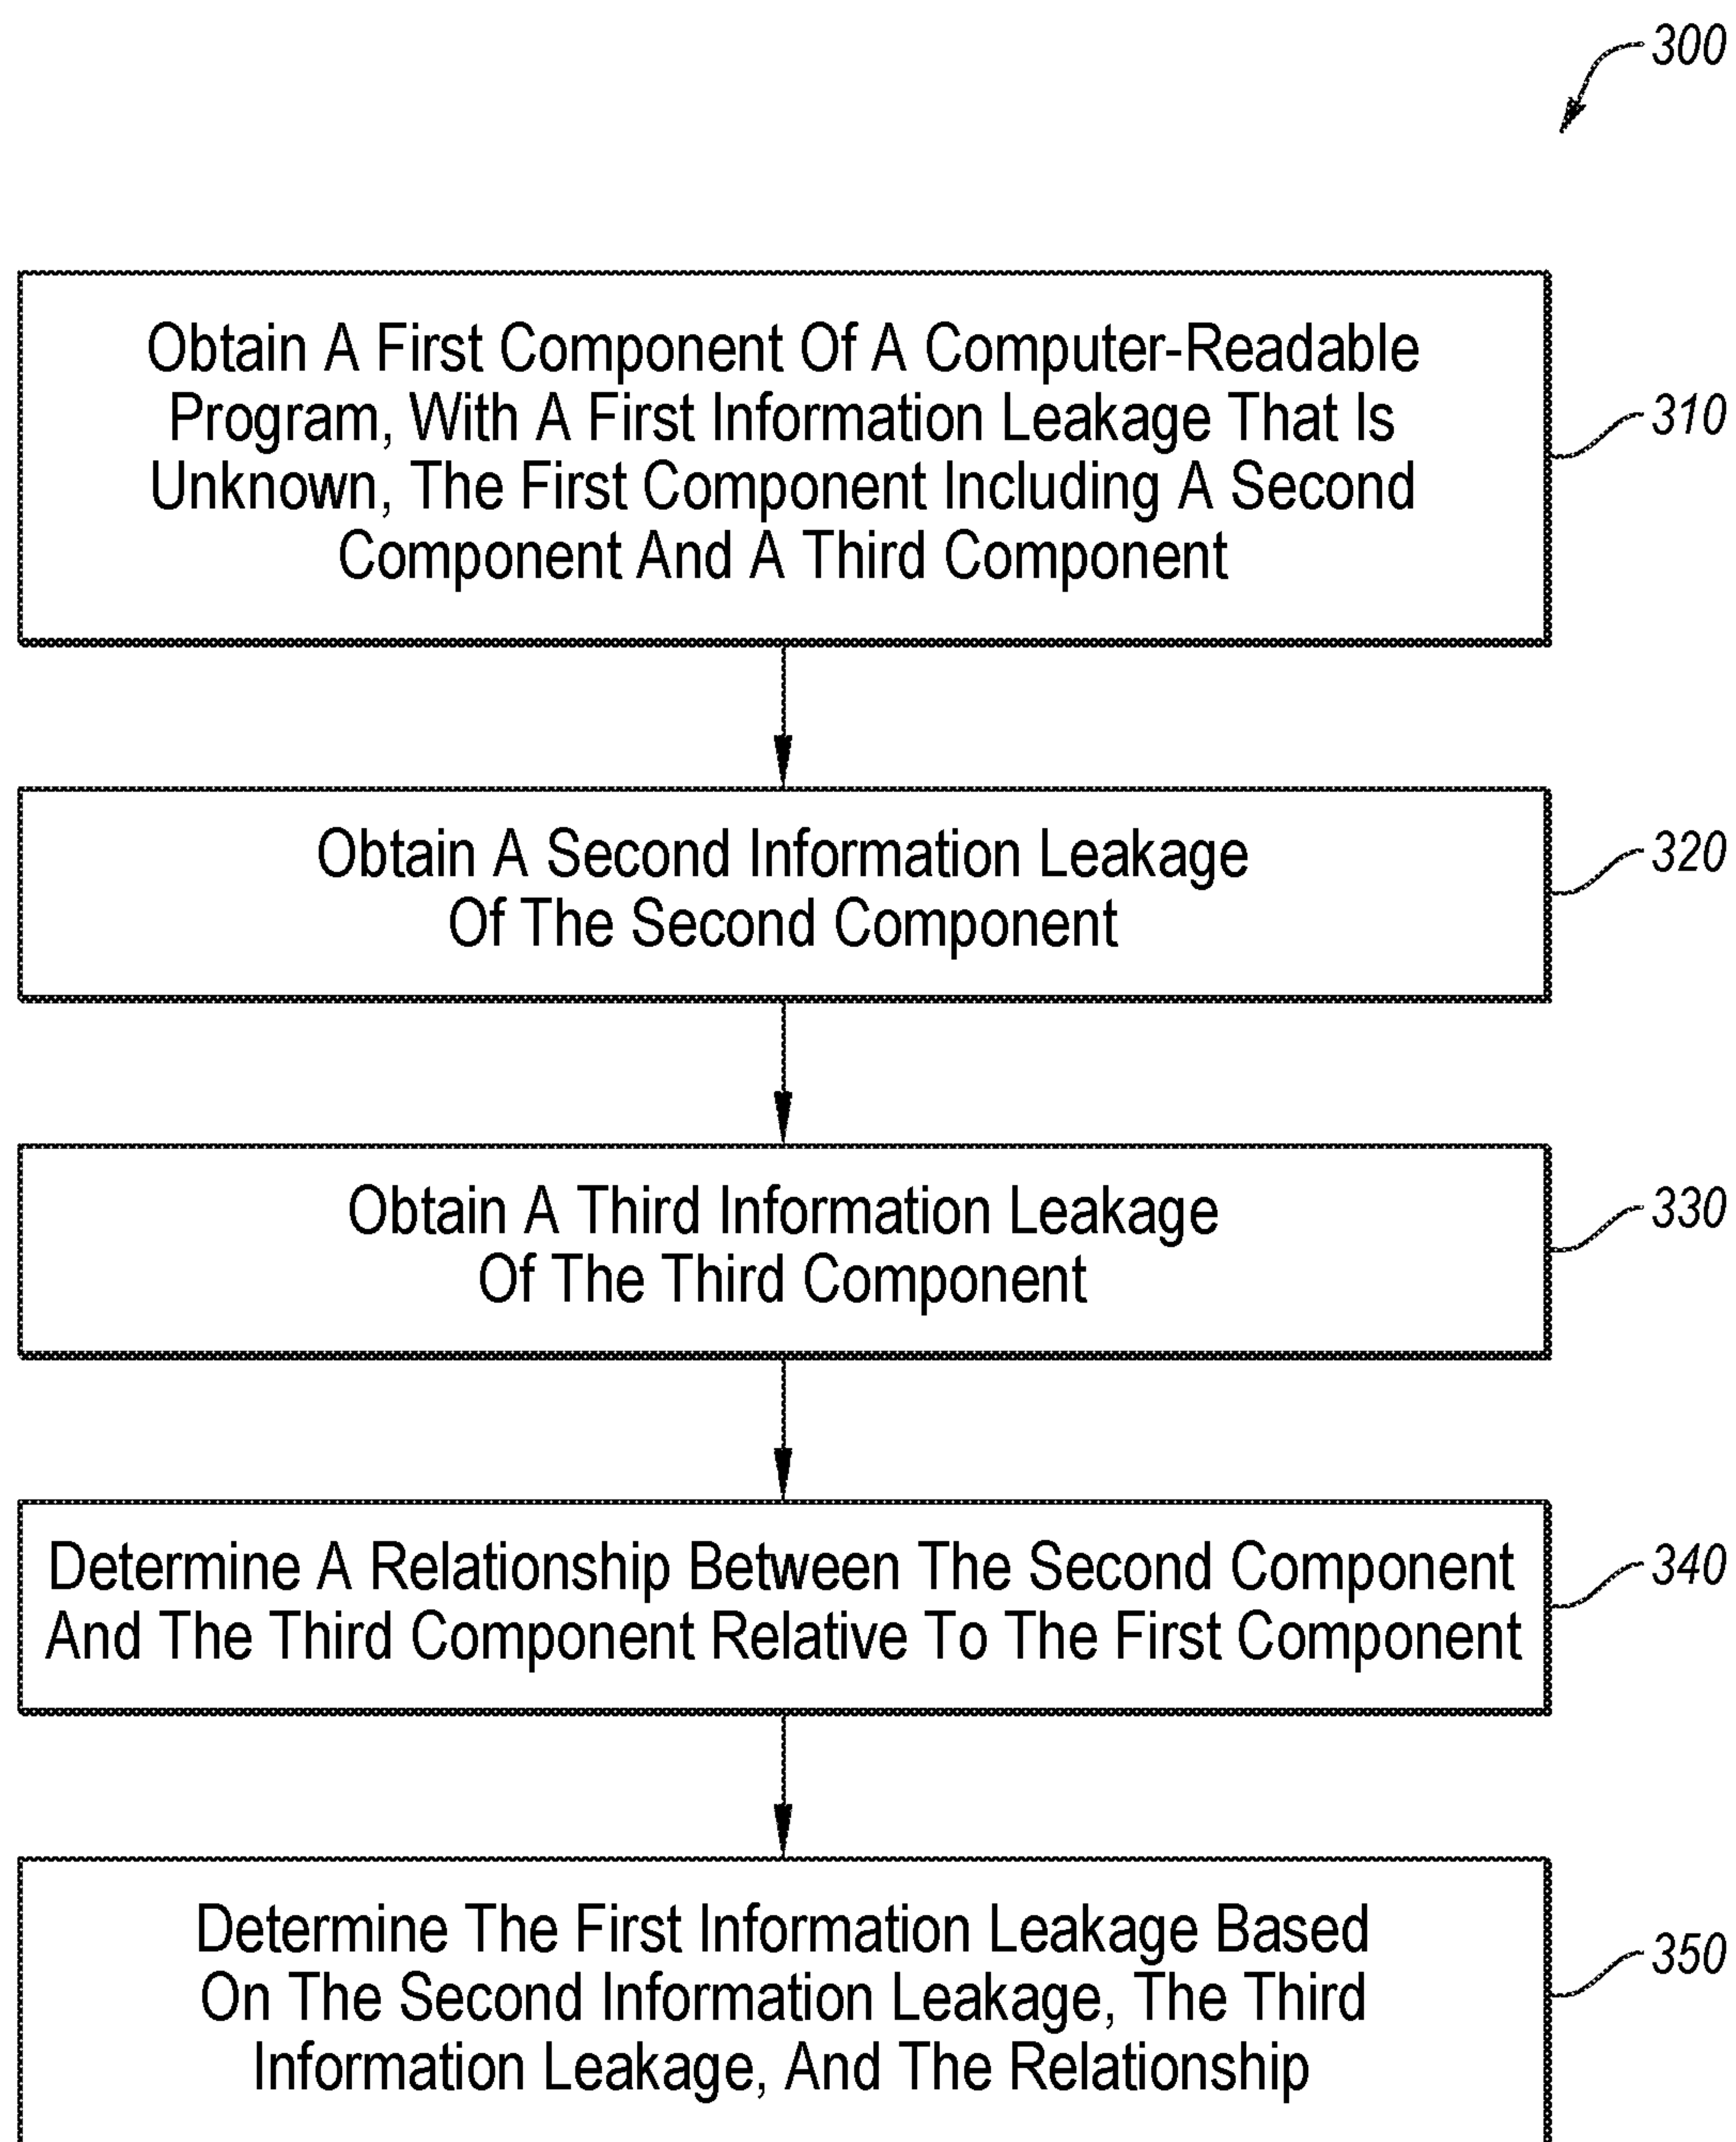 300
Obtain A First Component Of A Computer-Readable
Program, With A First Information Leakage That Is
Unknown, The First Component Including A Second
Component And A Third Component
310
Obtain A Second Information Leakage
Of The Second Component
320
Obtain A Third Information Leakage
Of The Third Component
330
Determine A Relationship Between The Second Component
And The Third Component Relative To The First Component
340
Determine The First Information Leakage Based
On The Second Information Leakage, The Third
Information Leakage, And The Relationship
350